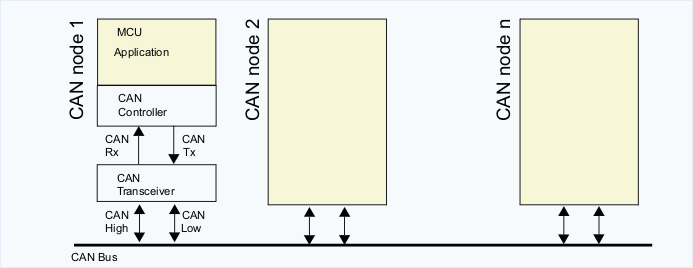 CAN node 1
MCU
Application
CAN
Controller
CAN
Rx
CAN
Tx
CAN
Transceiver
CAN
High
CAN
Low
CAN node 2
CAN node n
CAN Bus